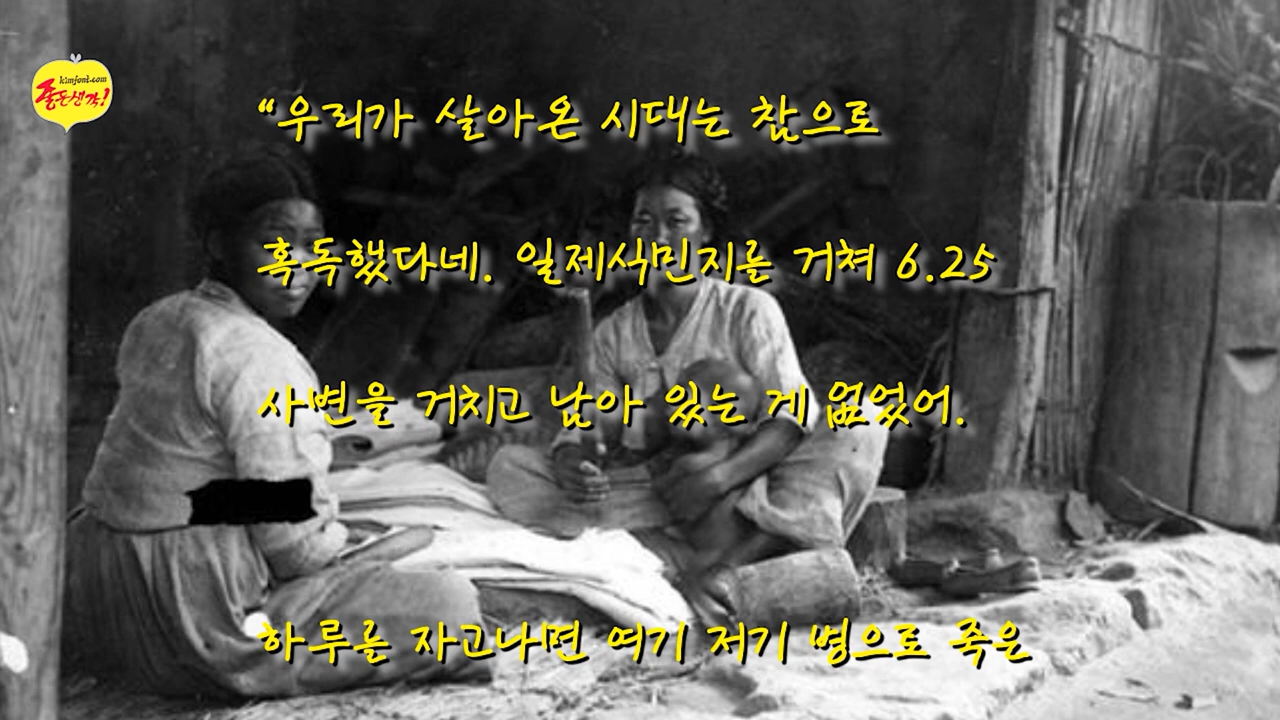 kimfont.com
좋은생각!
“우리가 살아온 시대는 참으로
혹독했다네. 일제식민지를 거쳐 6.25
사변을 거치고 남아 있는 게 없었어.
하루를 자고나면 여기 저기 병으로 죽은